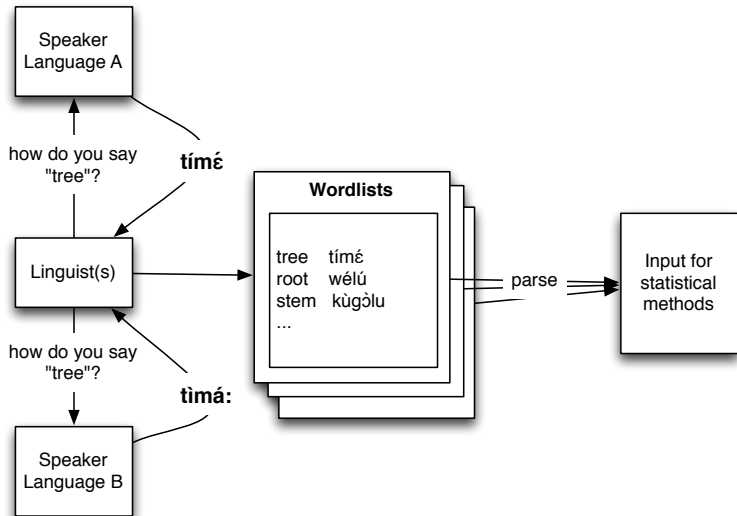 Speaker
Language A
how do you say
"tree"?
tímɛ́
Linguist(s)
how do you say
"tree"?
tìmá:
Speaker
Language B
Wordlists
tree tímɛ́
root wélú
stem kùgɔ̀lu
...
parse
Input for
statistical
methods